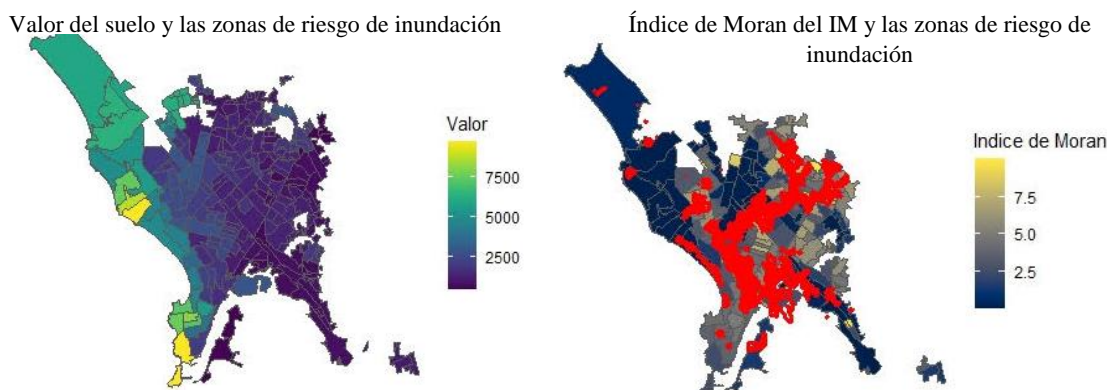 Valor del suelo y las zonas de riesgo de inundación
Índice de Moran del IM y las zonas de riesgo de
inundación
Valor
7500
5000
2500
Indice de Moran
7.5
5.0
2.5